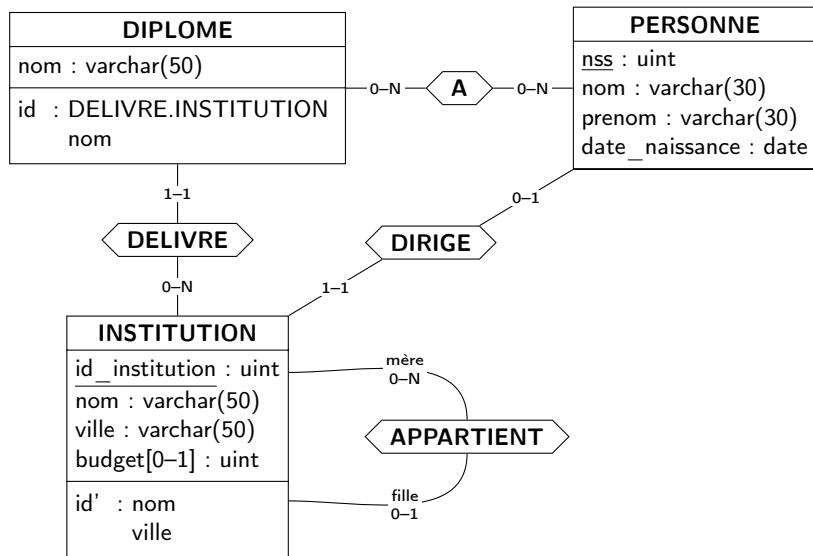 DIPLOME
nom : varchar(50)
id : DELIVRE.INSTITUTION
nom
0–N
A
0–N
PERSONNE
nss : uint
nom : varchar(30)
prenom : varchar(30)
date_naissance : date
1–1
DELIVRE
0–N
0–1
DIRIGE
1–1
INSTITUTION
id_institution : uint
nom : varchar(50)
ville : varchar(50)
budget[0–1] : uint
id' : nom
ville
mère
0–N
APPARTIENT
fille
0–1